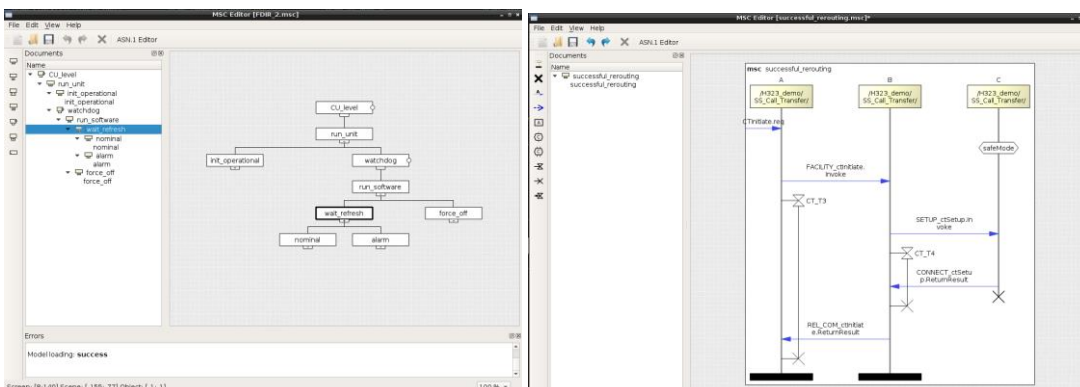 MSC Editor [FDIR_2.msc]
File Edit View Help
ASN.1 Editor
Documents
Name
CU_level
run_unit
init_operational
init_operational
watchdog
run_software
wait_refresh
nominal
nominal
alarm
alarm
force_off
force_off
CU_level
run_unit
init_operational
watchdog
run_software
wait_refresh
force_off
nominal
alarm
Errors
Model loading: success
100 %
MSC Editor [successful_rerouting.msc]*
File Edit View Help
ASN.1 Editor
Documents
Name
successful_rerouting
successful_rerouting
msc successful_rerouting
A B C
/H323_demo/
SS_Call_Transfer/
/H323_demo/
SS_Call_Transfer/
/H323_demo/
SS_Call_Transfer/
CTinitiate.req
safeMode
FACILITY_ctInitiate.
Invoke
CT_T3
SETUP_ctSetup.in
voke
CT_T4
CONNECT_ctSetu
p.ReturnResult
REL_COM_ctInitiat
e.ReturnResult